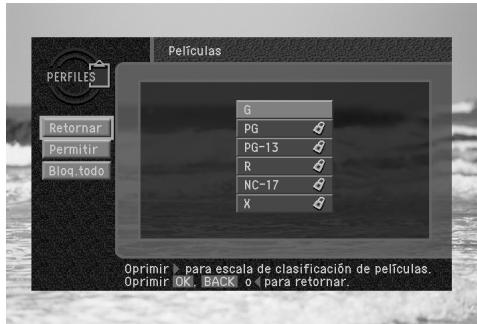 Películas
PERFILES
Retornar
Permitir
Bloq.todo
G
PG
PG-13
R
NC-17
X
Oprimir para escala de clasificación de películas.
Oprimir OK, BACK o para retornar.